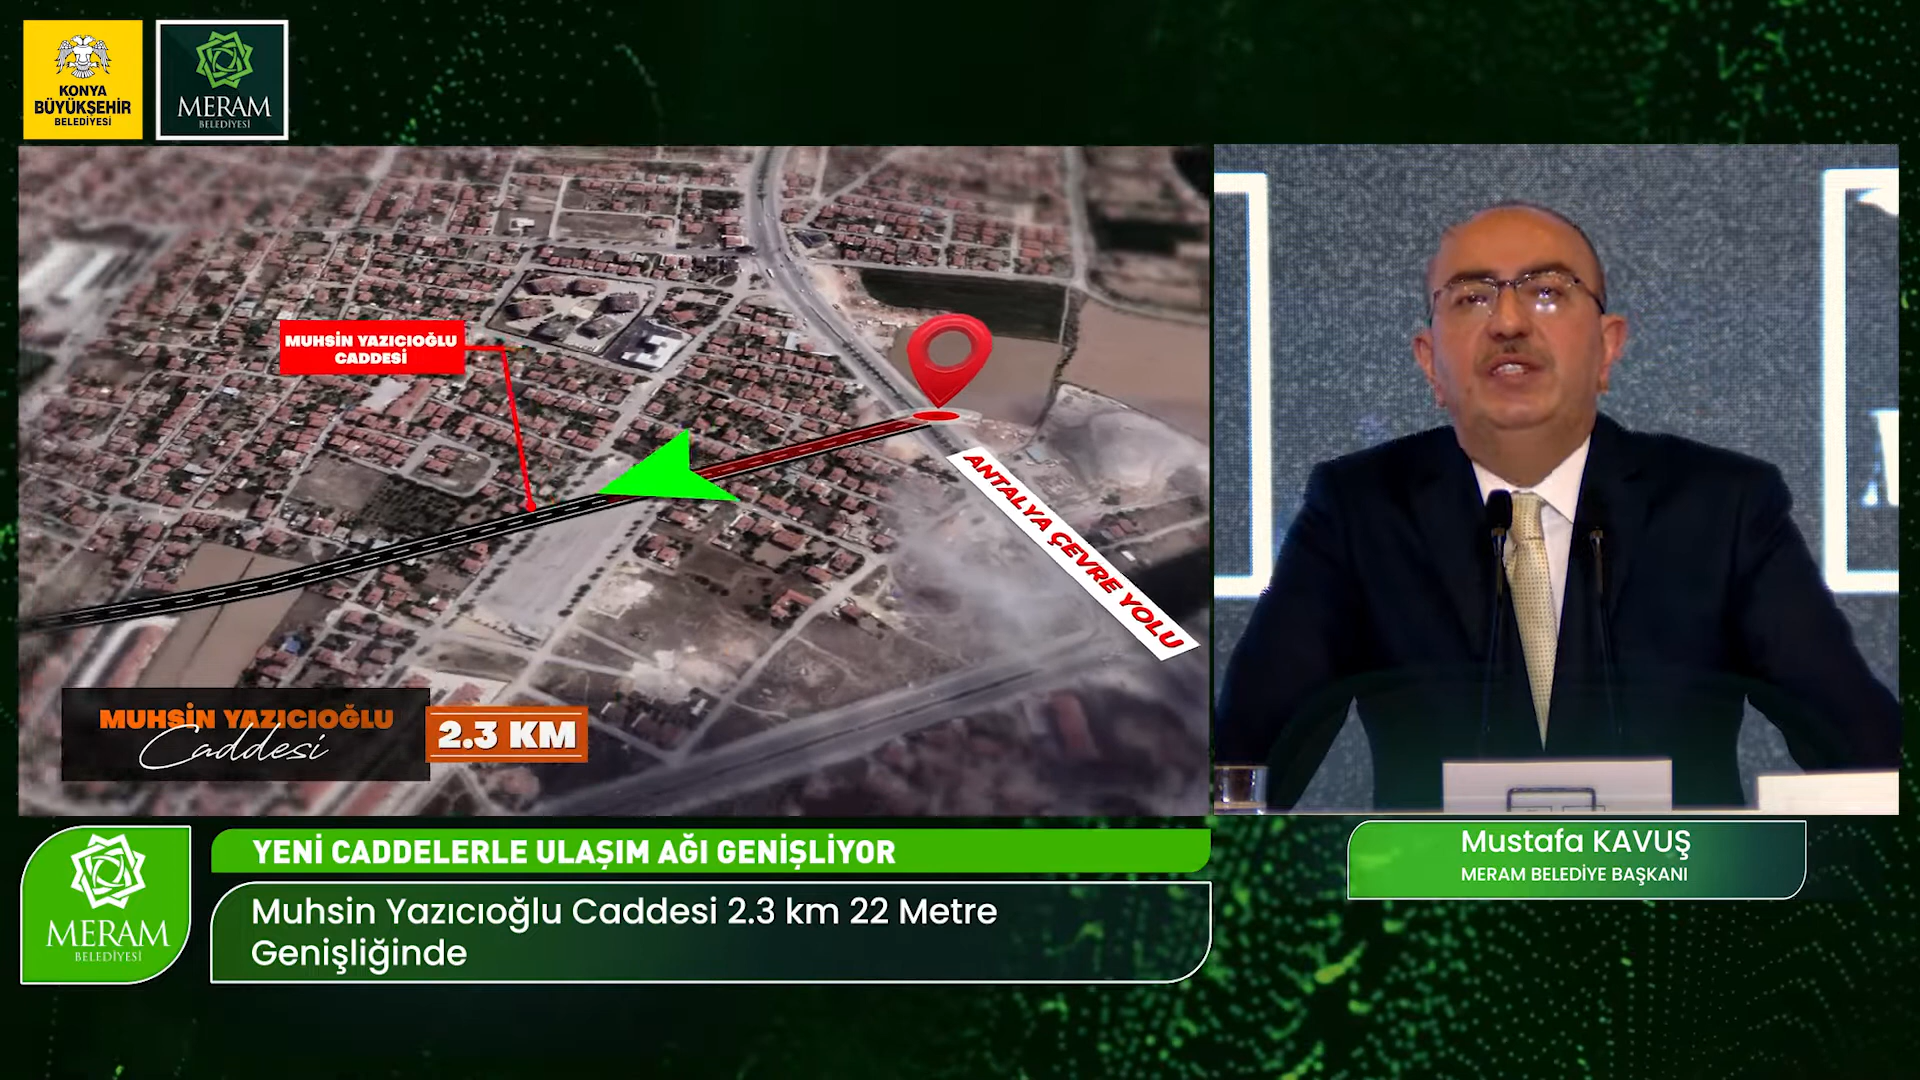 KONYA
BÜYÜKŞEHİR
BELEDİYESİ
MERAM
BELEDİYESİ
MUHSİN YAZICIOĞLU
CADDESİ
ANTALYA ÇEVRE YOLU
MUHSİN YAZICIOĞLU
Caddesi
2.3 KM
MERAM
BELEDİYESİ
YENİ CADDELERLE ULAŞIM AĞI GENİŞLİYOR
Muhsin Yazıcıoğlu Caddesi 2.3 km 22 Metre
Genişliğinde
Mustafa KAVUŞ
MERAM BELEDİYE BAŞKANI